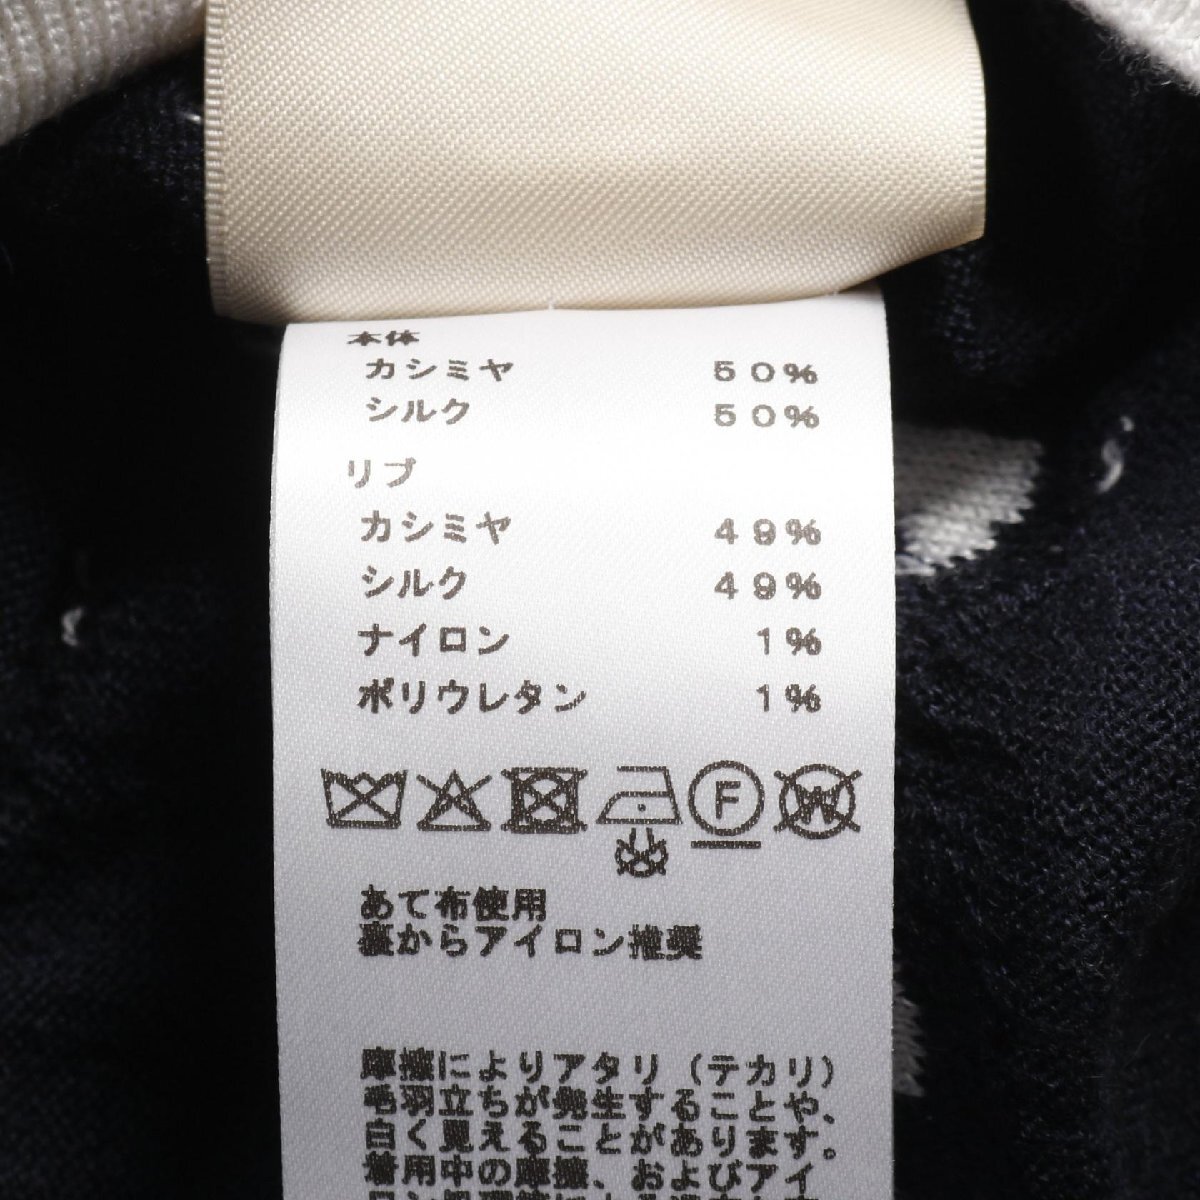 本体
カシミヤ 50%
シルク 50%
リブ
カシミヤ 49%
シルク 49%
ナイロン 1%
ポリウレタン 1%
F W
あて布使用
裏からアイロン推奨
摩擦によりアタリ(テカリ)
毛羽立ちが発生することや、
白く見えることがあります。
着用中の摩擦、およびアイ